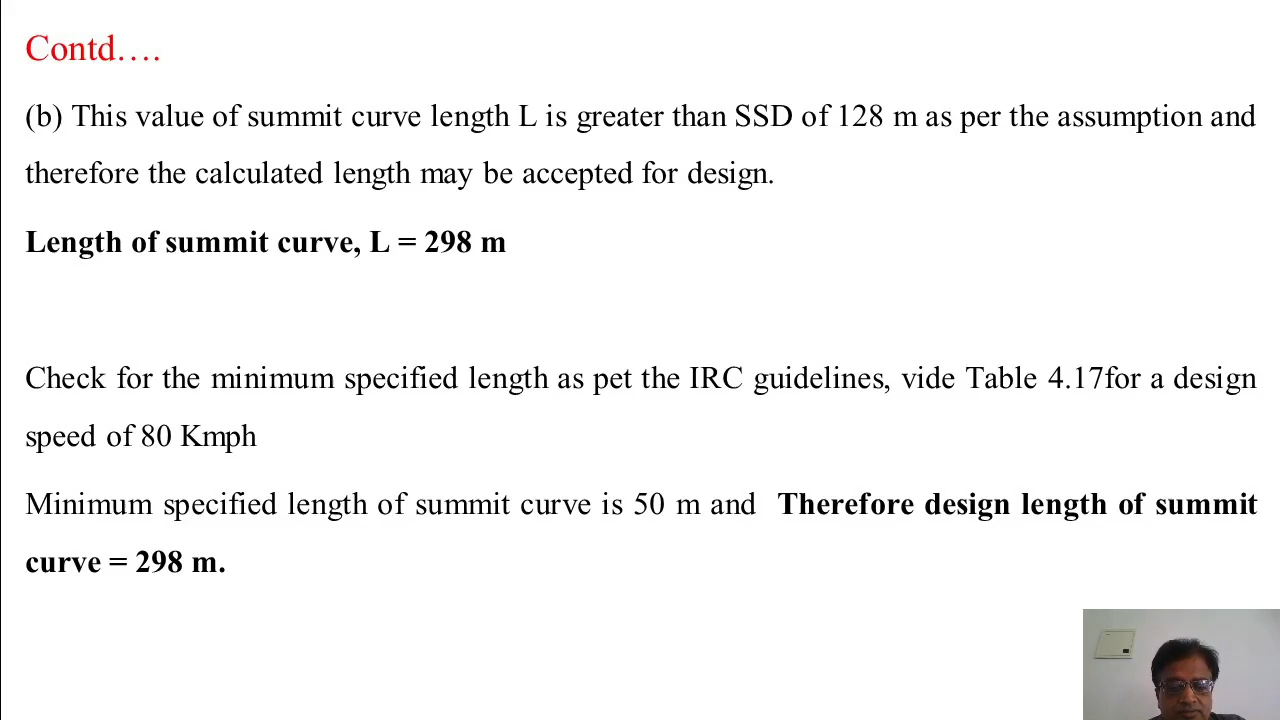 Contd….
(b) This value of summit curve length L is greater than SSD of 128 m as per the assumption and
therefore the calculated length may be accepted for design.
Length of summit curve, L = 298 m
Check for the minimum specified length as pet the IRC guidelines, vide Table 4.17for a design
speed of 80 Kmph
Minimum specified length of summit curve is 50 m and Therefore design length of summit
curve = 298 m.